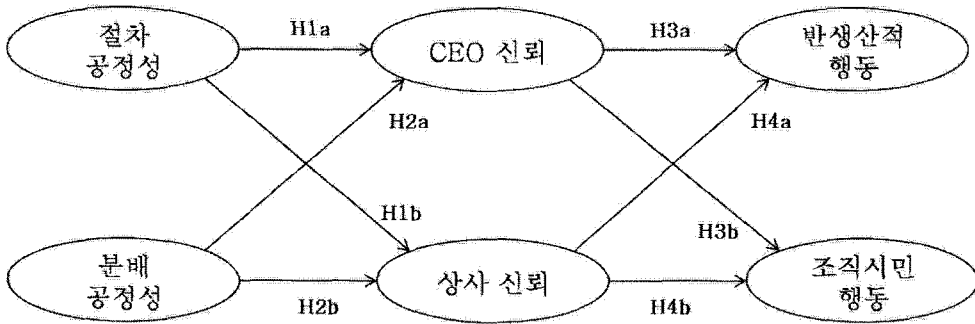 절차
공정성
H1a
CEO 신뢰
H3a
반생산적
행동
H2a
H4a
H1b
H3b
분배
공정성
H2b
상사 신뢰
H4b
조직시민
행동